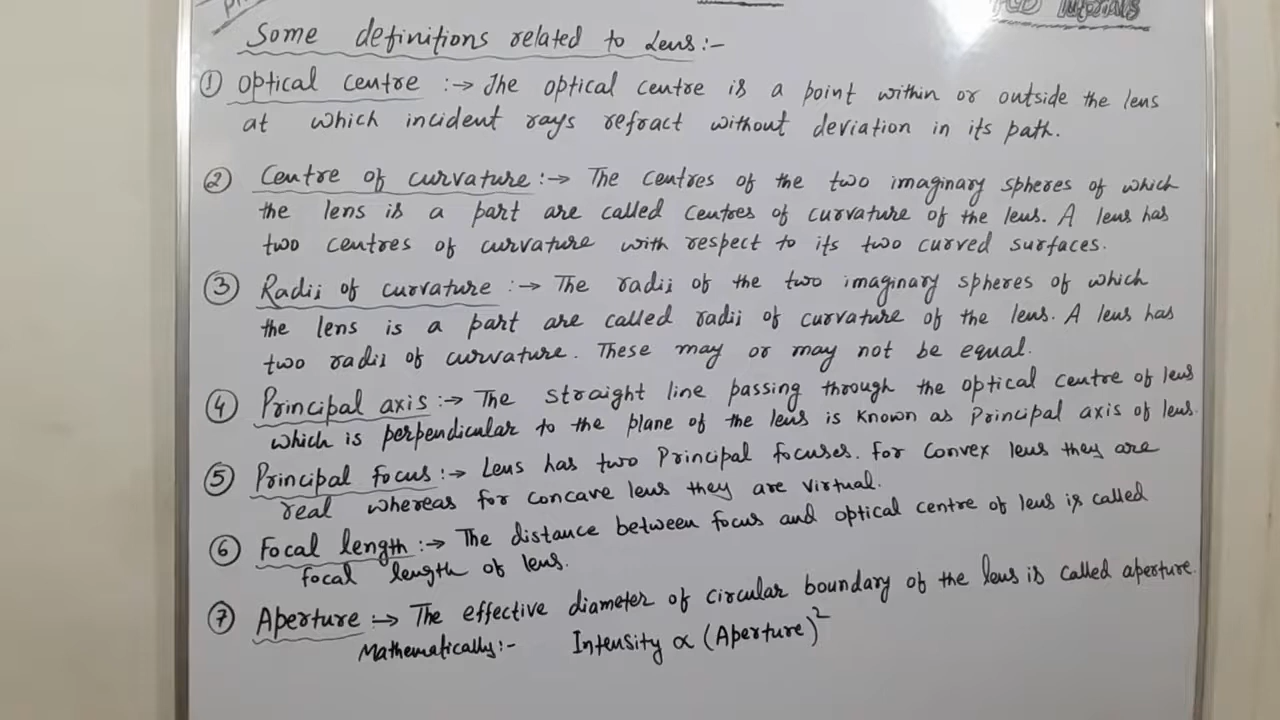 Tutorials
Some definitions related to Lens:-
① Optical centre :→ The optical centre is a point within or outside the lens
at which incident rays refract without deviation in its path.
② Centre of curvature :→ The centres of the two imaginary spheres of which
the lens is a part are called centres of curvature of the lens. A lens has
two centres of curvature with respect to its two curved surfaces.
③ Radii of curvature :→ The radii of the two imaginary spheres of which
the lens is a part are called radii of curvature of the lens. A lens has
two radii of curvature. These may or may not be equal.
④ Principal axis :→ The straight line passing through the optical centre of lens
which is perpendicular to the plane of the lens is known as Principal axis of lens.
⑤ Principal focus :→ Lens has two Principal focuses. For convex lens they are
real whereas for concave lens they are virtual.
⑥ Focal length :→ The distance between focus and optical centre of lens is called
focal length of lens.
⑦ Aperture :→ The effective diameter of circular boundary of the lens is called aperture.
Mathematically:- Intensity ∝ (Aperture)²